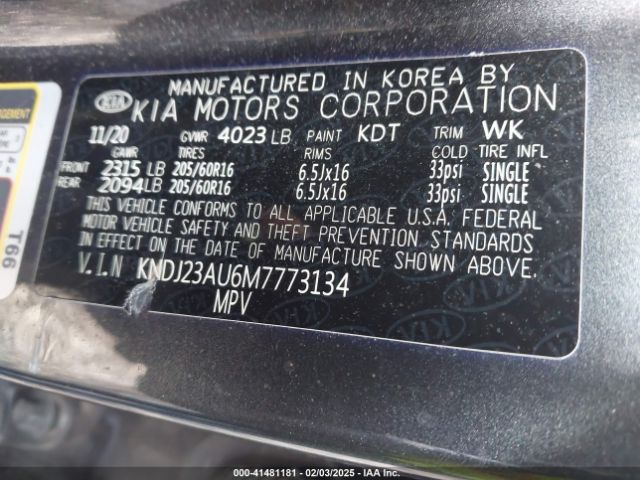 MANUFACTURED IN KOREA BY
KIA KIA MOTORS CORPORATION
11/20 GVWR 4023 LB PAINT KDT TRIM WK
GAWR TIRES RIMS COLD TIRE INFL
FRONT 2315 LB 205/60R16 6.5Jx16 33psi SINGLE
REAR 2094 LB 205/60R16 6.5Jx16 33psi SINGLE
THIS VEHICLE CONFORMS TO ALL APPLICABLE U.S.A. FEDERAL
MOTOR VEHICLE SAFETY AND THEFT PREVENTION STANDARDS
IN EFFECT ON THE DATE OF MANUFACTURE SHOWN ABOVE.
V.I.N KNDJ23AU6M7773134
MPV
T66
000-41481181 - 02/03/2025 - IAA Inc.